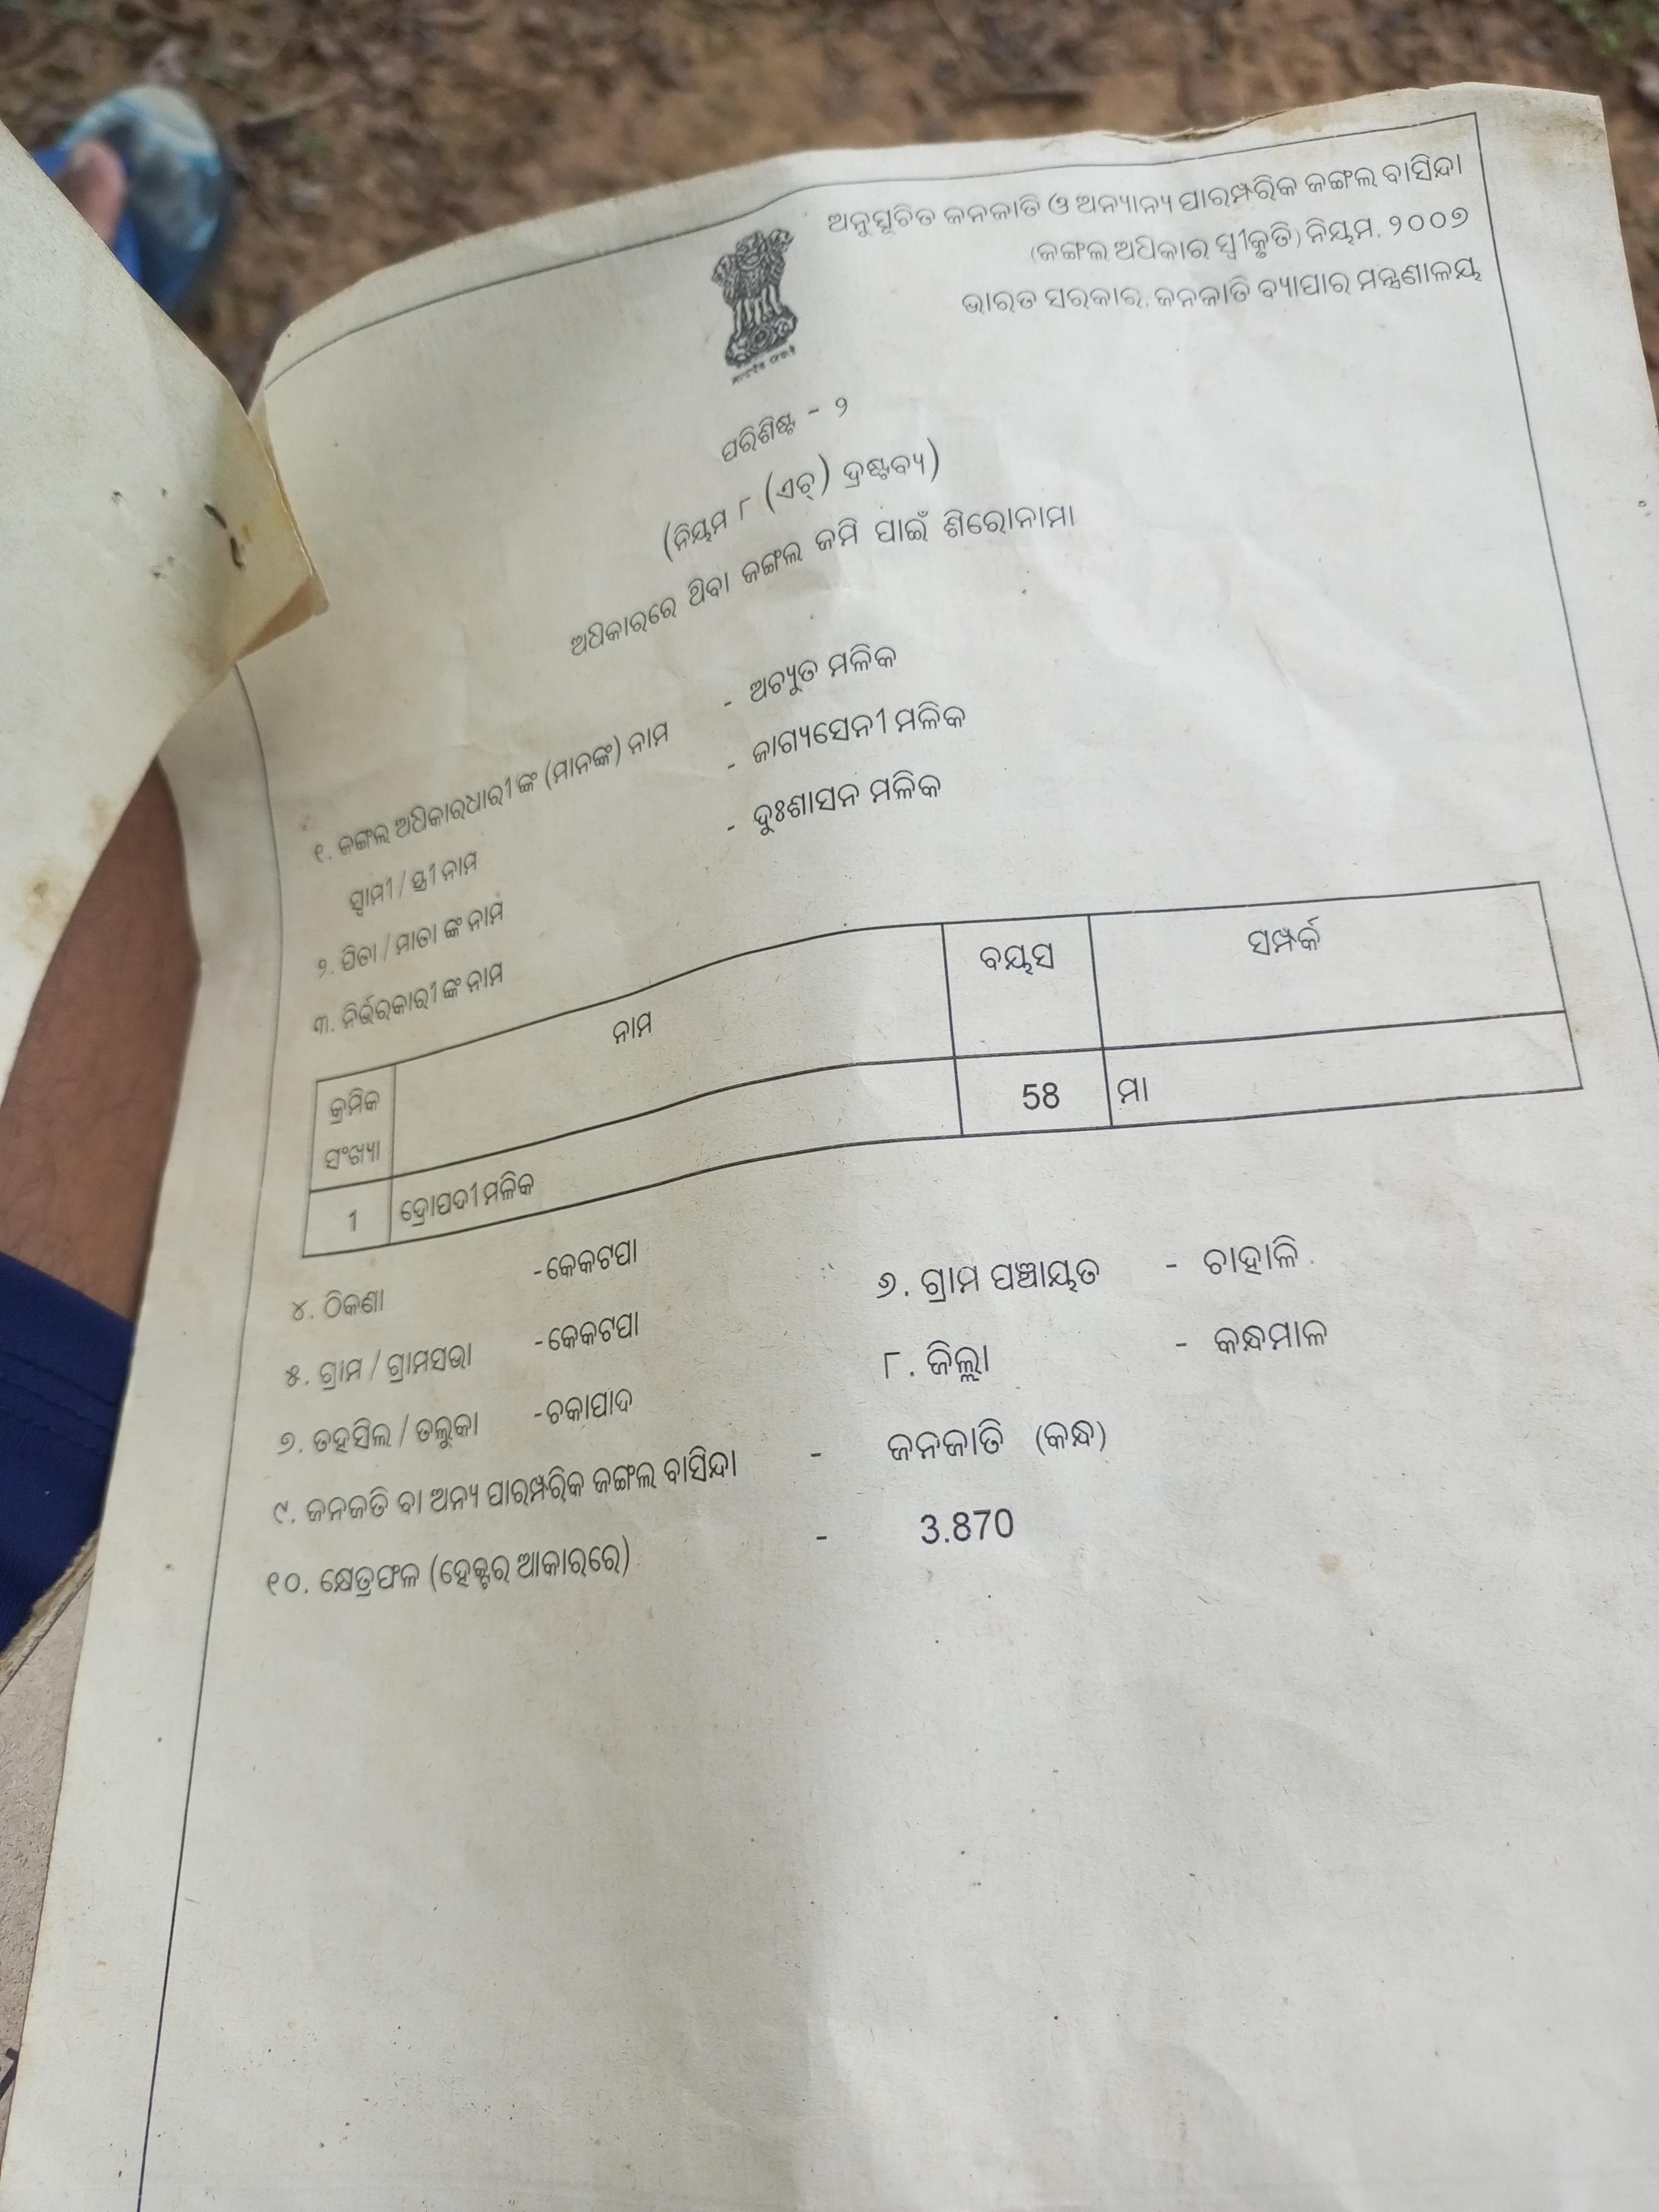 ଅନୁସୂଚିତ ଜନଜାତି ଓ ଅନ୍ୟାନ୍ୟ ପାରମ୍ପରିକ ଜଙ୍ଗଲ ବାସିନ୍ଦା
(ଜଙ୍ଗଲ ଅଧିକାର ସ୍ୱୀକୃତି) ନିୟମ, ୨୦୦୭
ଭାରତ ସରକାର, ଜନଜାତି ବ୍ୟାପାର ମନ୍ତ୍ରଣାଳୟ
ପରିଶିଷ୍ଟ - ୨
(ନିୟମ ୮ (ଏଚ୍) ଦ୍ରଷ୍ଟବ୍ୟ)
ଅଧିକାରରେ ଥିବା ଜଙ୍ଗଲ ଜମି ପାଇଁ ଶିରୋନାମା
୧. ଜଙ୍ଗଲ ଅଧିକାରଧାରୀଙ୍କ (ମାନଙ୍କ) ନାମ - ଅଚ୍ୟୁତ ମଳିକ
ସ୍ୱାମୀ / ସ୍ତ୍ରୀ ନାମ - ଜାଗ୍ୟସେନୀ ମଳିକ
୨. ପିତା / ମାତା ଙ୍କ ନାମ - ଦୁଃଶାସନ ମଳିକ
୩. ନିର୍ଭରକାରୀଙ୍କ ନାମ
କ୍ରମିକ ସଂଖ୍ୟା ନାମ ବୟସ ସମ୍ପର୍କ
1 ଦ୍ରୋପଦୀ ମଳିକ 58 ମା
୪. ଠିକଣା - କେକଟପା
୫. ଗ୍ରାମ / ଗ୍ରାମସଭା - କେକଟପା ୬. ଗ୍ରାମ ପଞ୍ଚାୟତ - ଚାହାଳି
୭. ତହସିଲ / ତଲୁକା - ଚକାପାଦ ୮. ଜିଲ୍ଲା - କନ୍ଧମାଳ
୯. ଜନଜତି ବା ଅନ୍ୟ ପାରମ୍ପରିକ ଜଙ୍ଗଲ ବାସିନ୍ଦା - ଜନଜାତି (କନ୍ଧ)
୧୦. କ୍ଷେତ୍ରଫଳ (ହେକ୍ଟର ଆକାରରେ) - 3.870